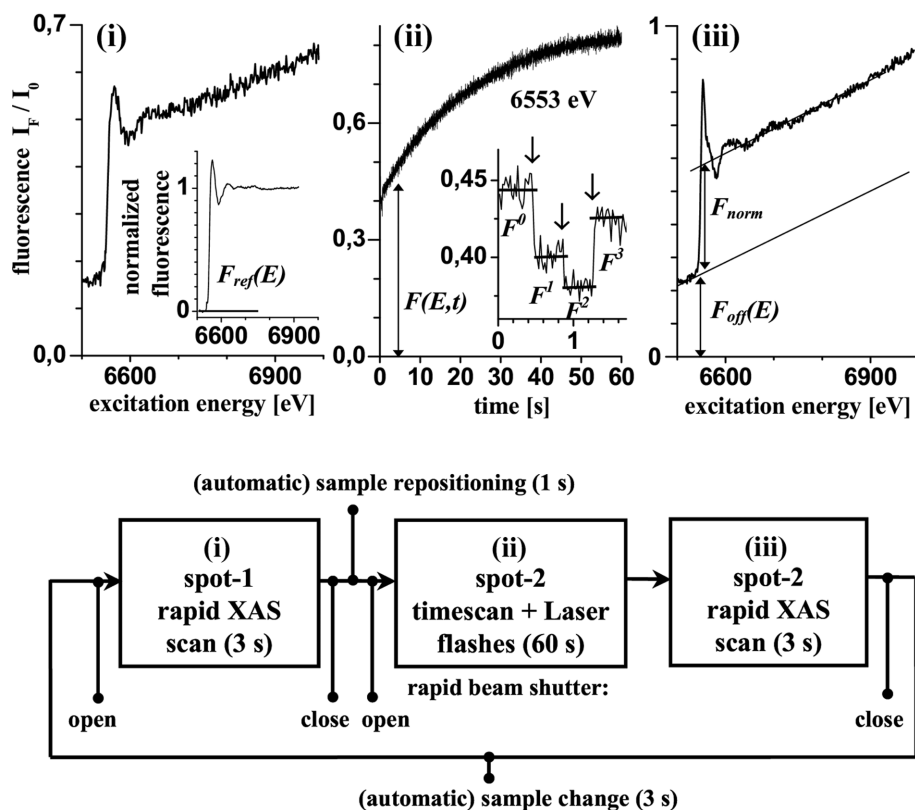 (i)
0,7
0,0
fluorescence I_F / I_0
normalized
fluorescence
1
0
F_ref(E)
6600 6900
6600 6900
excitation energy [eV]
(ii)
6553 eV
0,6
0,3
0,0
F(E,t)
0,45
0,40
F^0
F^1
F^2
F^3
0 1
0 10 20 30 40 50 60
time [s]
(iii)
1
0
F_norm
F_off(E)
6600 6900
excitation energy [eV]
(automatic) sample repositioning (1 s)
(i)
spot-1
rapid XAS
scan (3 s)
(ii)
spot-2
timescan + Laser
flashes (60 s)
(iii)
spot-2
rapid XAS
scan (3 s)
rapid beam shutter:
open
close
open
close
(automatic) sample change (3 s)